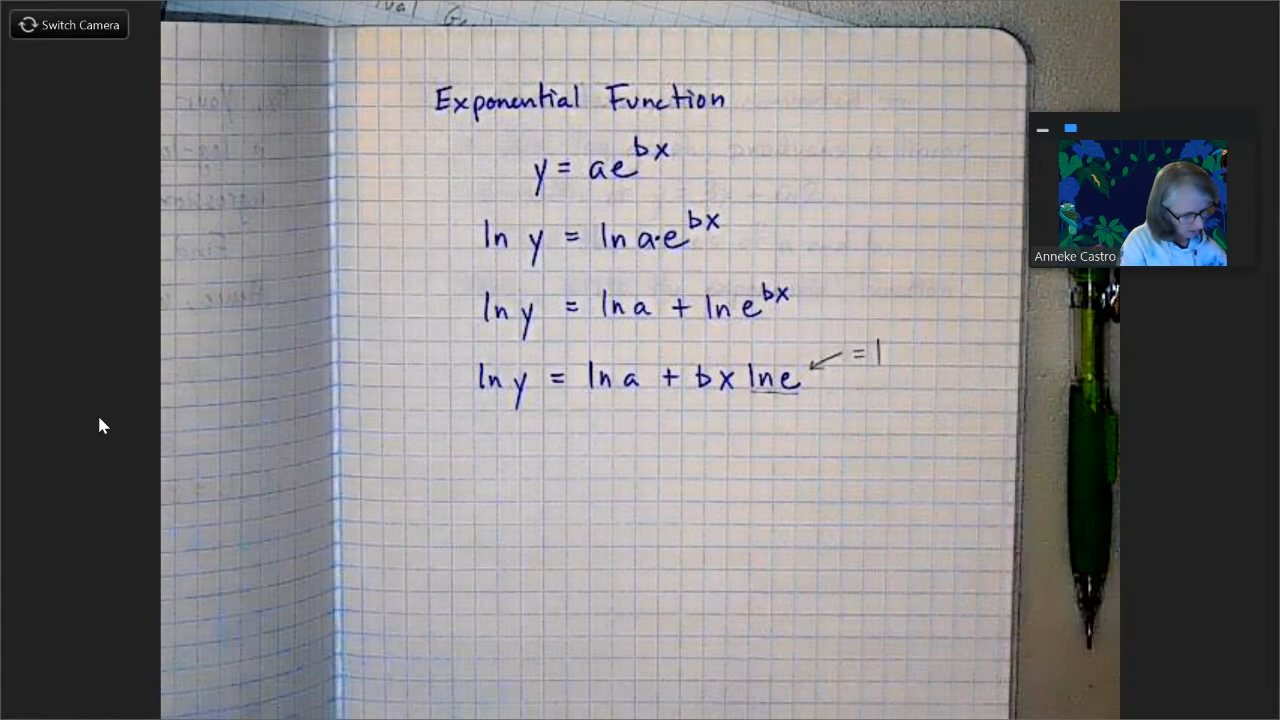 Switch Camera
Exponential Function
y = ae^{bx}
ln y = ln a·e^{bx}
ln y = ln a + ln e^{bx}
= 1
ln y = ln a + bx ln e
Anneke Castro